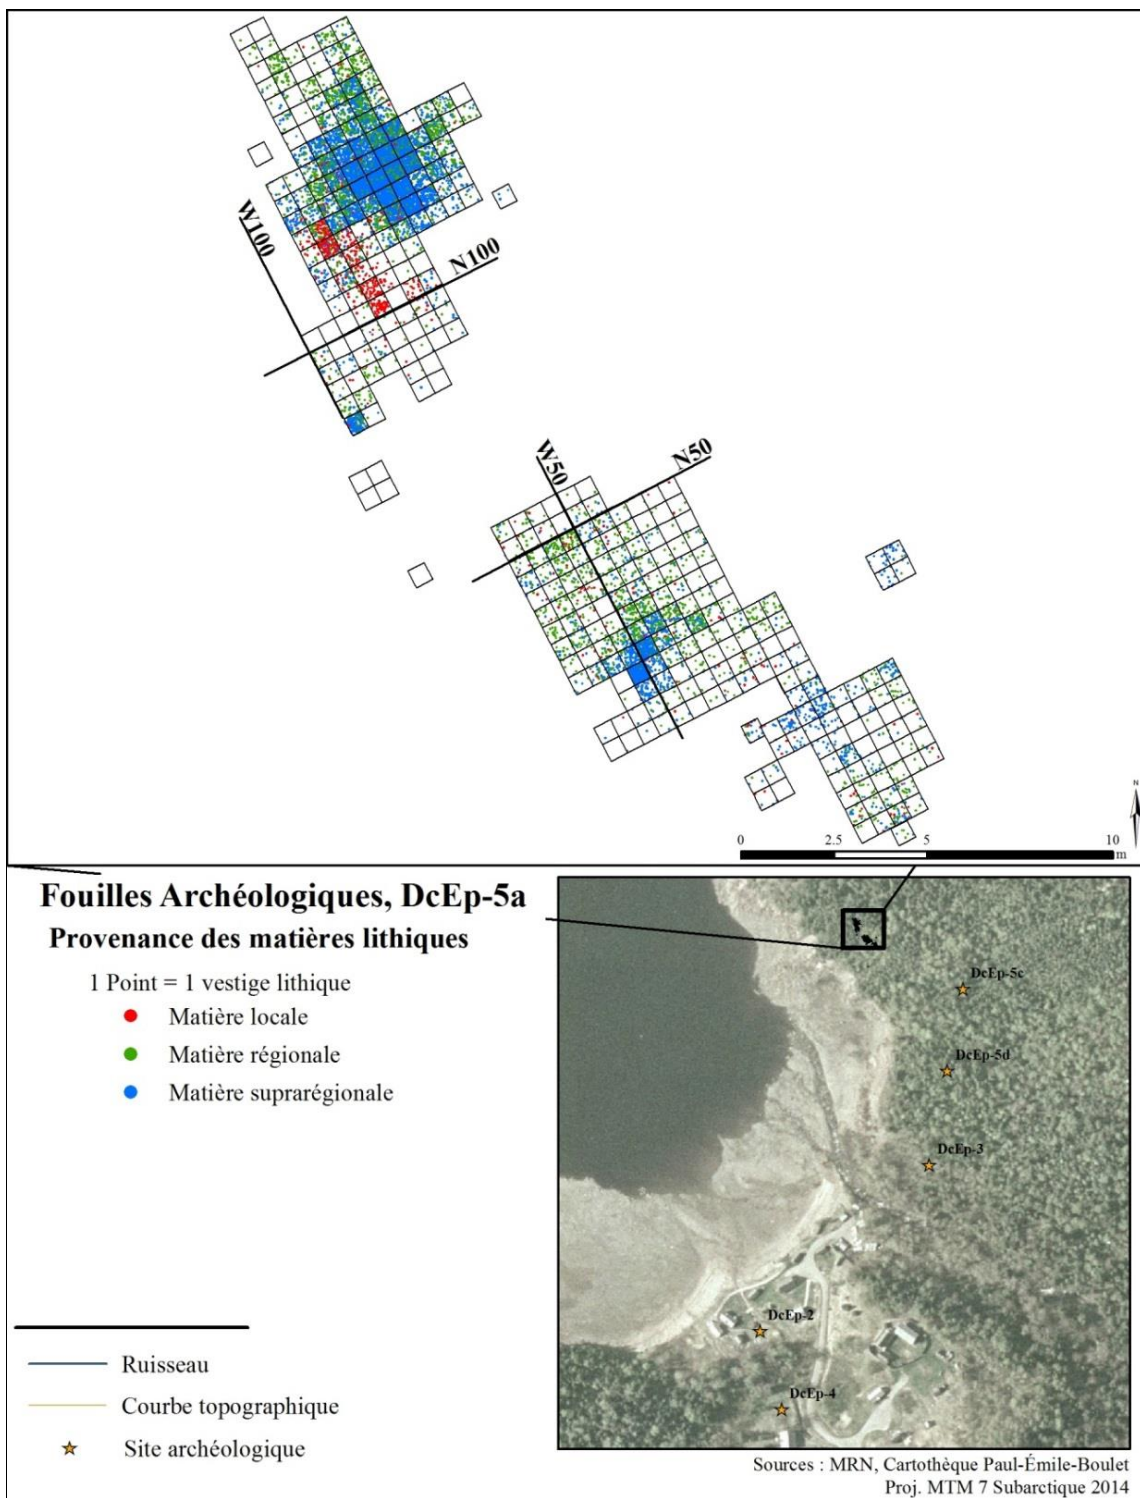 W100
N100
W50
N50
N
0 2.5 5 10
m
Fouilles Archéologiques, DcEp-5a
Provenance des matières lithiques
1 Point = 1 vestige lithique
Matière locale
Matière régionale
Matière suprarégionale
Ruisseau
Courbe topographique
Site archéologique
DcEp-5c
DcEp-5d
DcEp-3
DcEp-2
DcEp-4
Sources : MRN, Cartothèque Paul-Émile-Boulet
Proj. MTM 7 Subarctique 2014